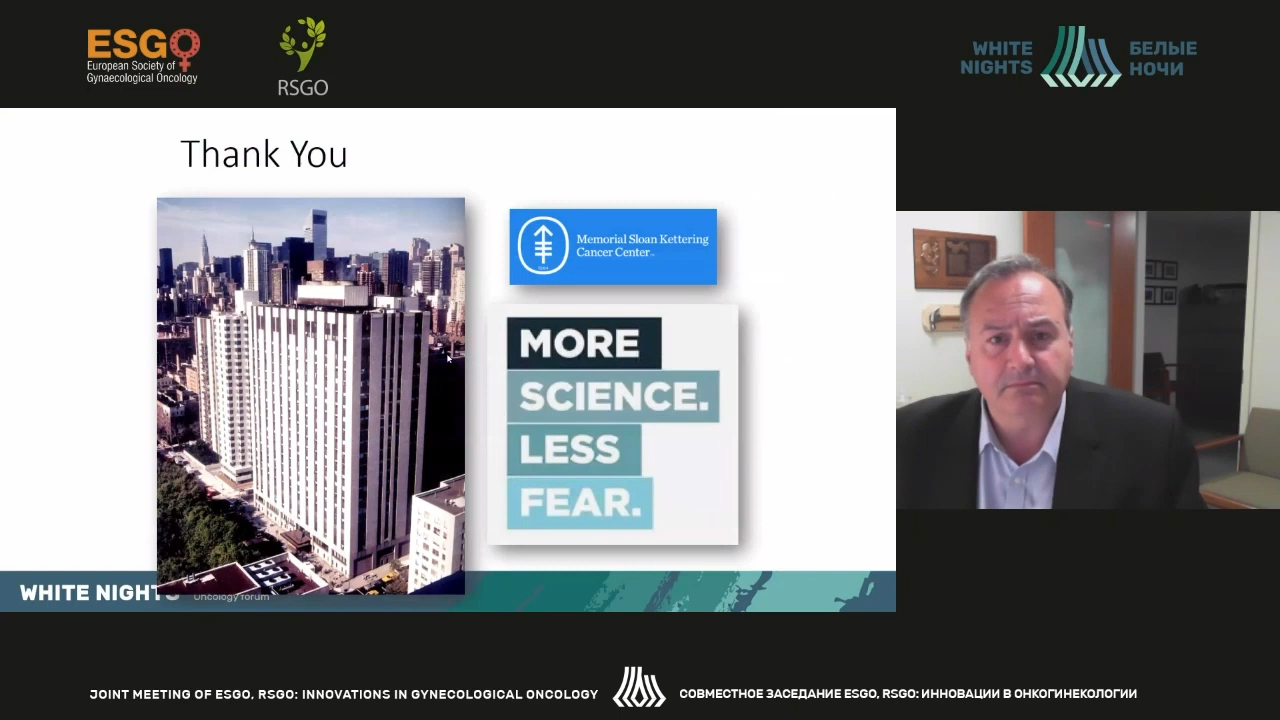 ESGO
European Society of
Gynaecological Oncology
RSGO
WHITE
NIGHTS
БЕЛЫЕ
НОЧИ
Thank You
Memorial Sloan Kettering
Cancer Center
MORE
SCIENCE.
LESS
FEAR.
WHITE NIGHTS
Oncology forum
JOINT MEETING OF ESGO, RSGO: INNOVATIONS IN GYNECOLOGICAL ONCOLOGY
СОВМЕСТНОЕ ЗАСЕДАНИЕ ESGO, RSGO: ИННОВАЦИИ В ОНКОГИНЕКОЛОГИИ